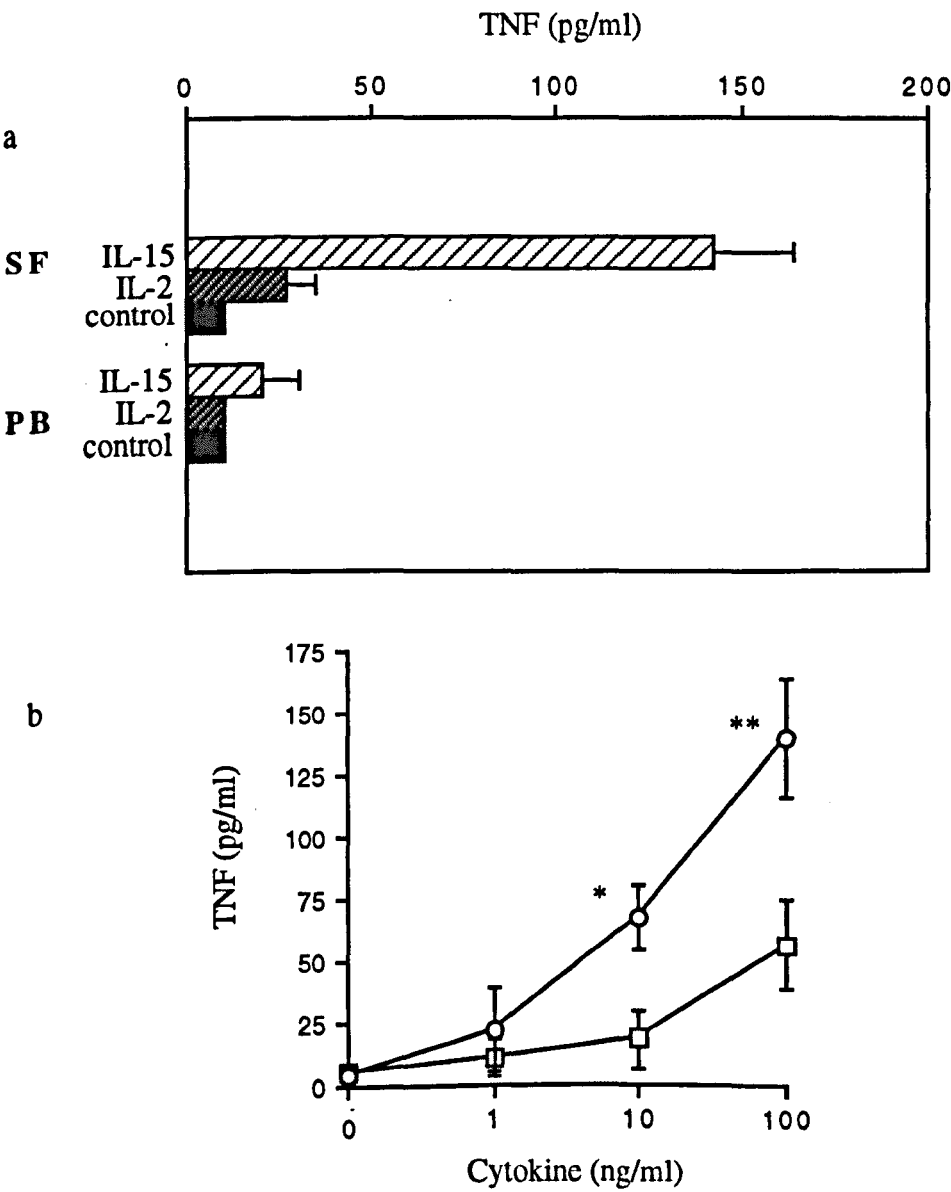 TNF (pg/ml)
0 50 100 150 200
a
SF
IL-15
IL-2
control
PB
IL-15
IL-2
control
b
TNF (pg/ml)
175
150
125
100
75
50
25
0
**
*
0 1 10 100
Cytokine (ng/ml)